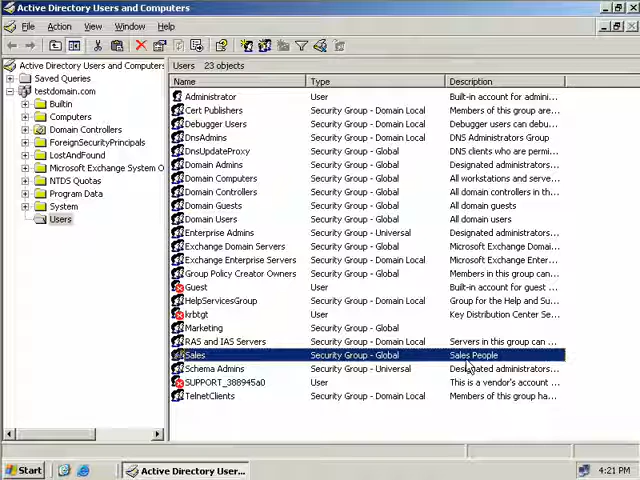 Active Directory Users and Computers
File Action View Window Help
Active Directory Users and Computers
Saved Queries
testdomain.com
Builtin
Computers
Domain Controllers
ForeignSecurityPrincipals
LostAndFound
Microsoft Exchange System O
NTDS Quotas
Program Data
System
Users
Users 23 objects
Name Type Description
Administrator User Built-in account for admini...
Cert Publishers Security Group - Domain Local Members of this group are...
Debugger Users Security Group - Domain Local Debugger users can debu...
DnsAdmins Security Group - Domain Local DNS Administrators Group
DnsUpdateProxy Security Group - Global DNS clients who are permi...
Domain Admins Security Group - Global Designated administrators...
Domain Computers Security Group - Global All workstations and serve...
Domain Controllers Security Group - Global All domain controllers in th...
Domain Guests Security Group - Global All domain guests
Domain Users Security Group - Global All domain users
Enterprise Admins Security Group - Universal Designated administrators...
Exchange Domain Servers Security Group - Global Microsoft Exchange Domai...
Exchange Enterprise Servers Security Group - Domain Local Microsoft Exchange Enterp...
Group Policy Creator Owners Security Group - Global Members in this group can...
Guest User Built-in account for guest ...
HelpServicesGroup Security Group - Domain Local Group for the Help and Su...
krbtgt User Key Distribution Center Se...
Marketing Security Group - Global
RAS and IAS Servers Security Group - Domain Local Servers in this group can ...
Sales Security Group - Global Sales People
Schema Admins Security Group - Universal Designated administrators...
SUPPORT_388945a0 User This is a vendor's account ...
TelnetClients Security Group - Domain Local Members of this group ha...
Start Active Directory User... 4:21 PM